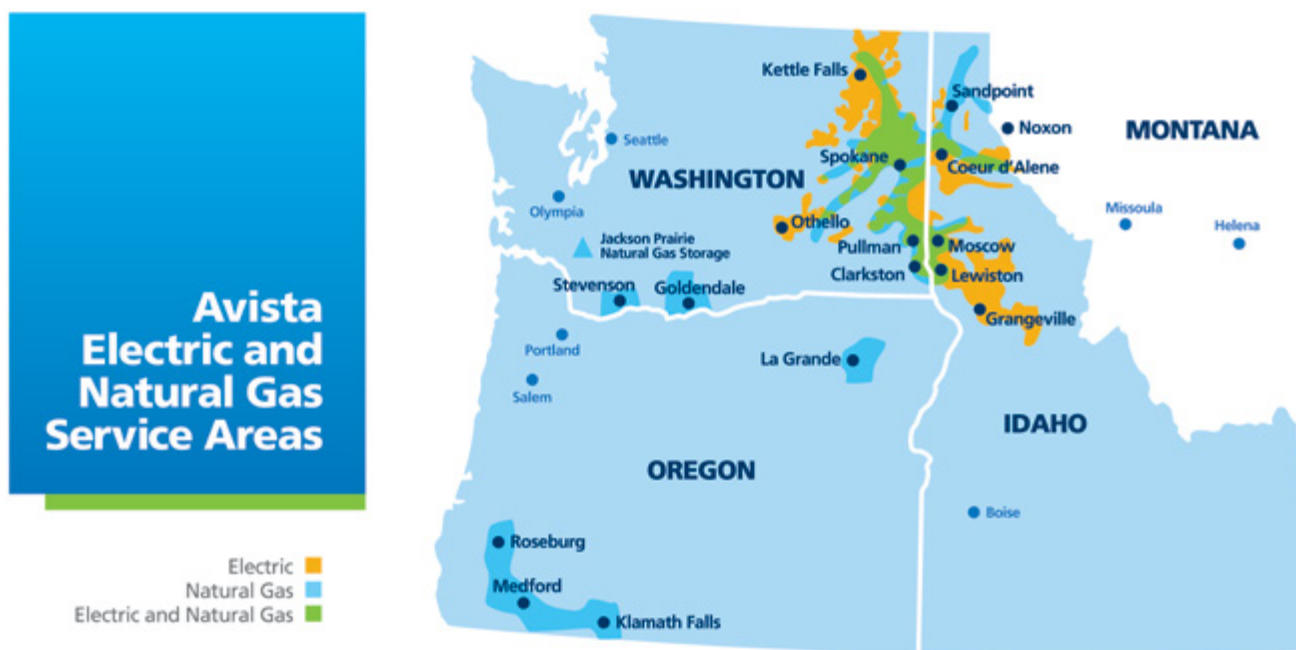 Avista
Electric and
Natural Gas
Service Areas
Electric
Natural Gas
Electric and Natural Gas
Kettle Falls
Sandpoint
Noxon
MONTANA
Seattle
Spokane
Coeur d'Alene
WASHINGTON
Olympia
Othello
Missoula
Helena
Jackson Prairie
Natural Gas Storage
Pullman
Moscow
Clarkston
Lewiston
Stevenson
Goldendale
Grangeville
Portland
La Grande
Salem
IDAHO
OREGON
Boise
Roseburg
Medford
Klamath Falls